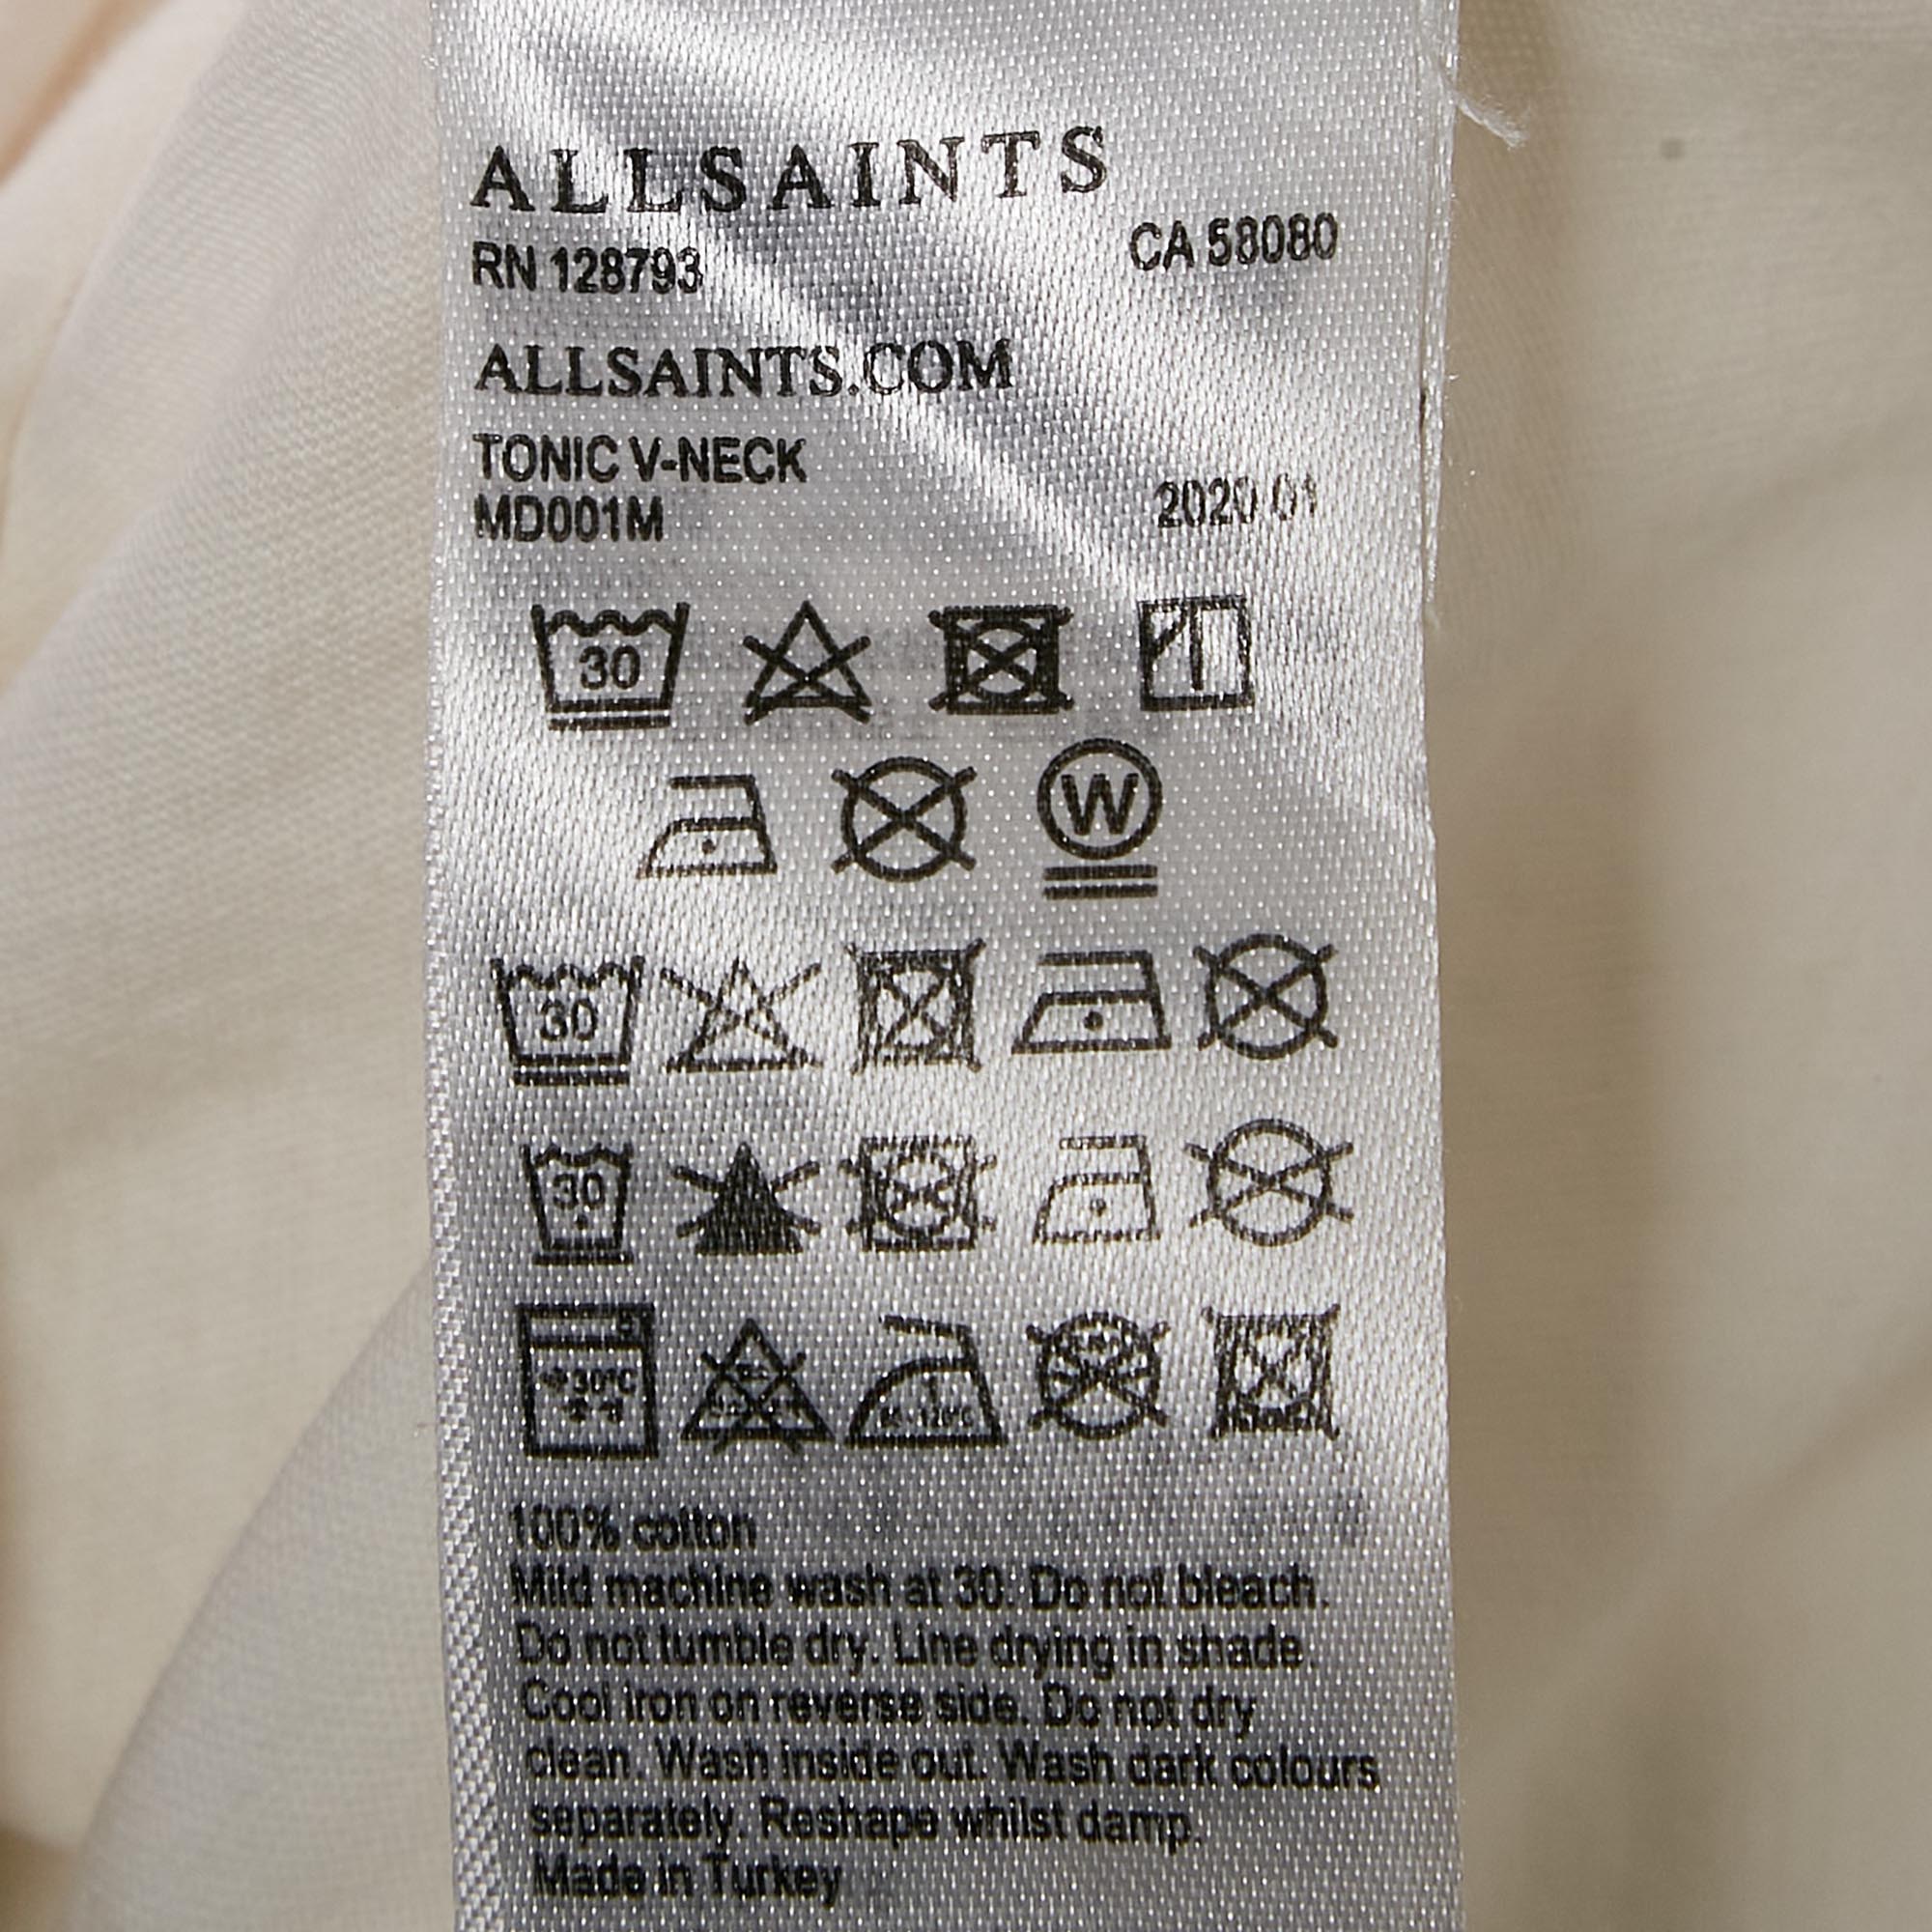 ALLSAINTS
RN 128793 CA 58080
ALLSAINTS.COM
TONIC V-NECK
MD001M 2020 01
30
W
30
30
100% cotton
Mild machine wash at 30. Do not bleach.
Do not tumble dry. Line drying in shade.
Cool iron on reverse side. Do not dry
clean. Wash inside out. Wash dark colours
separately. Reshape whilst damp.
Made in Turkey